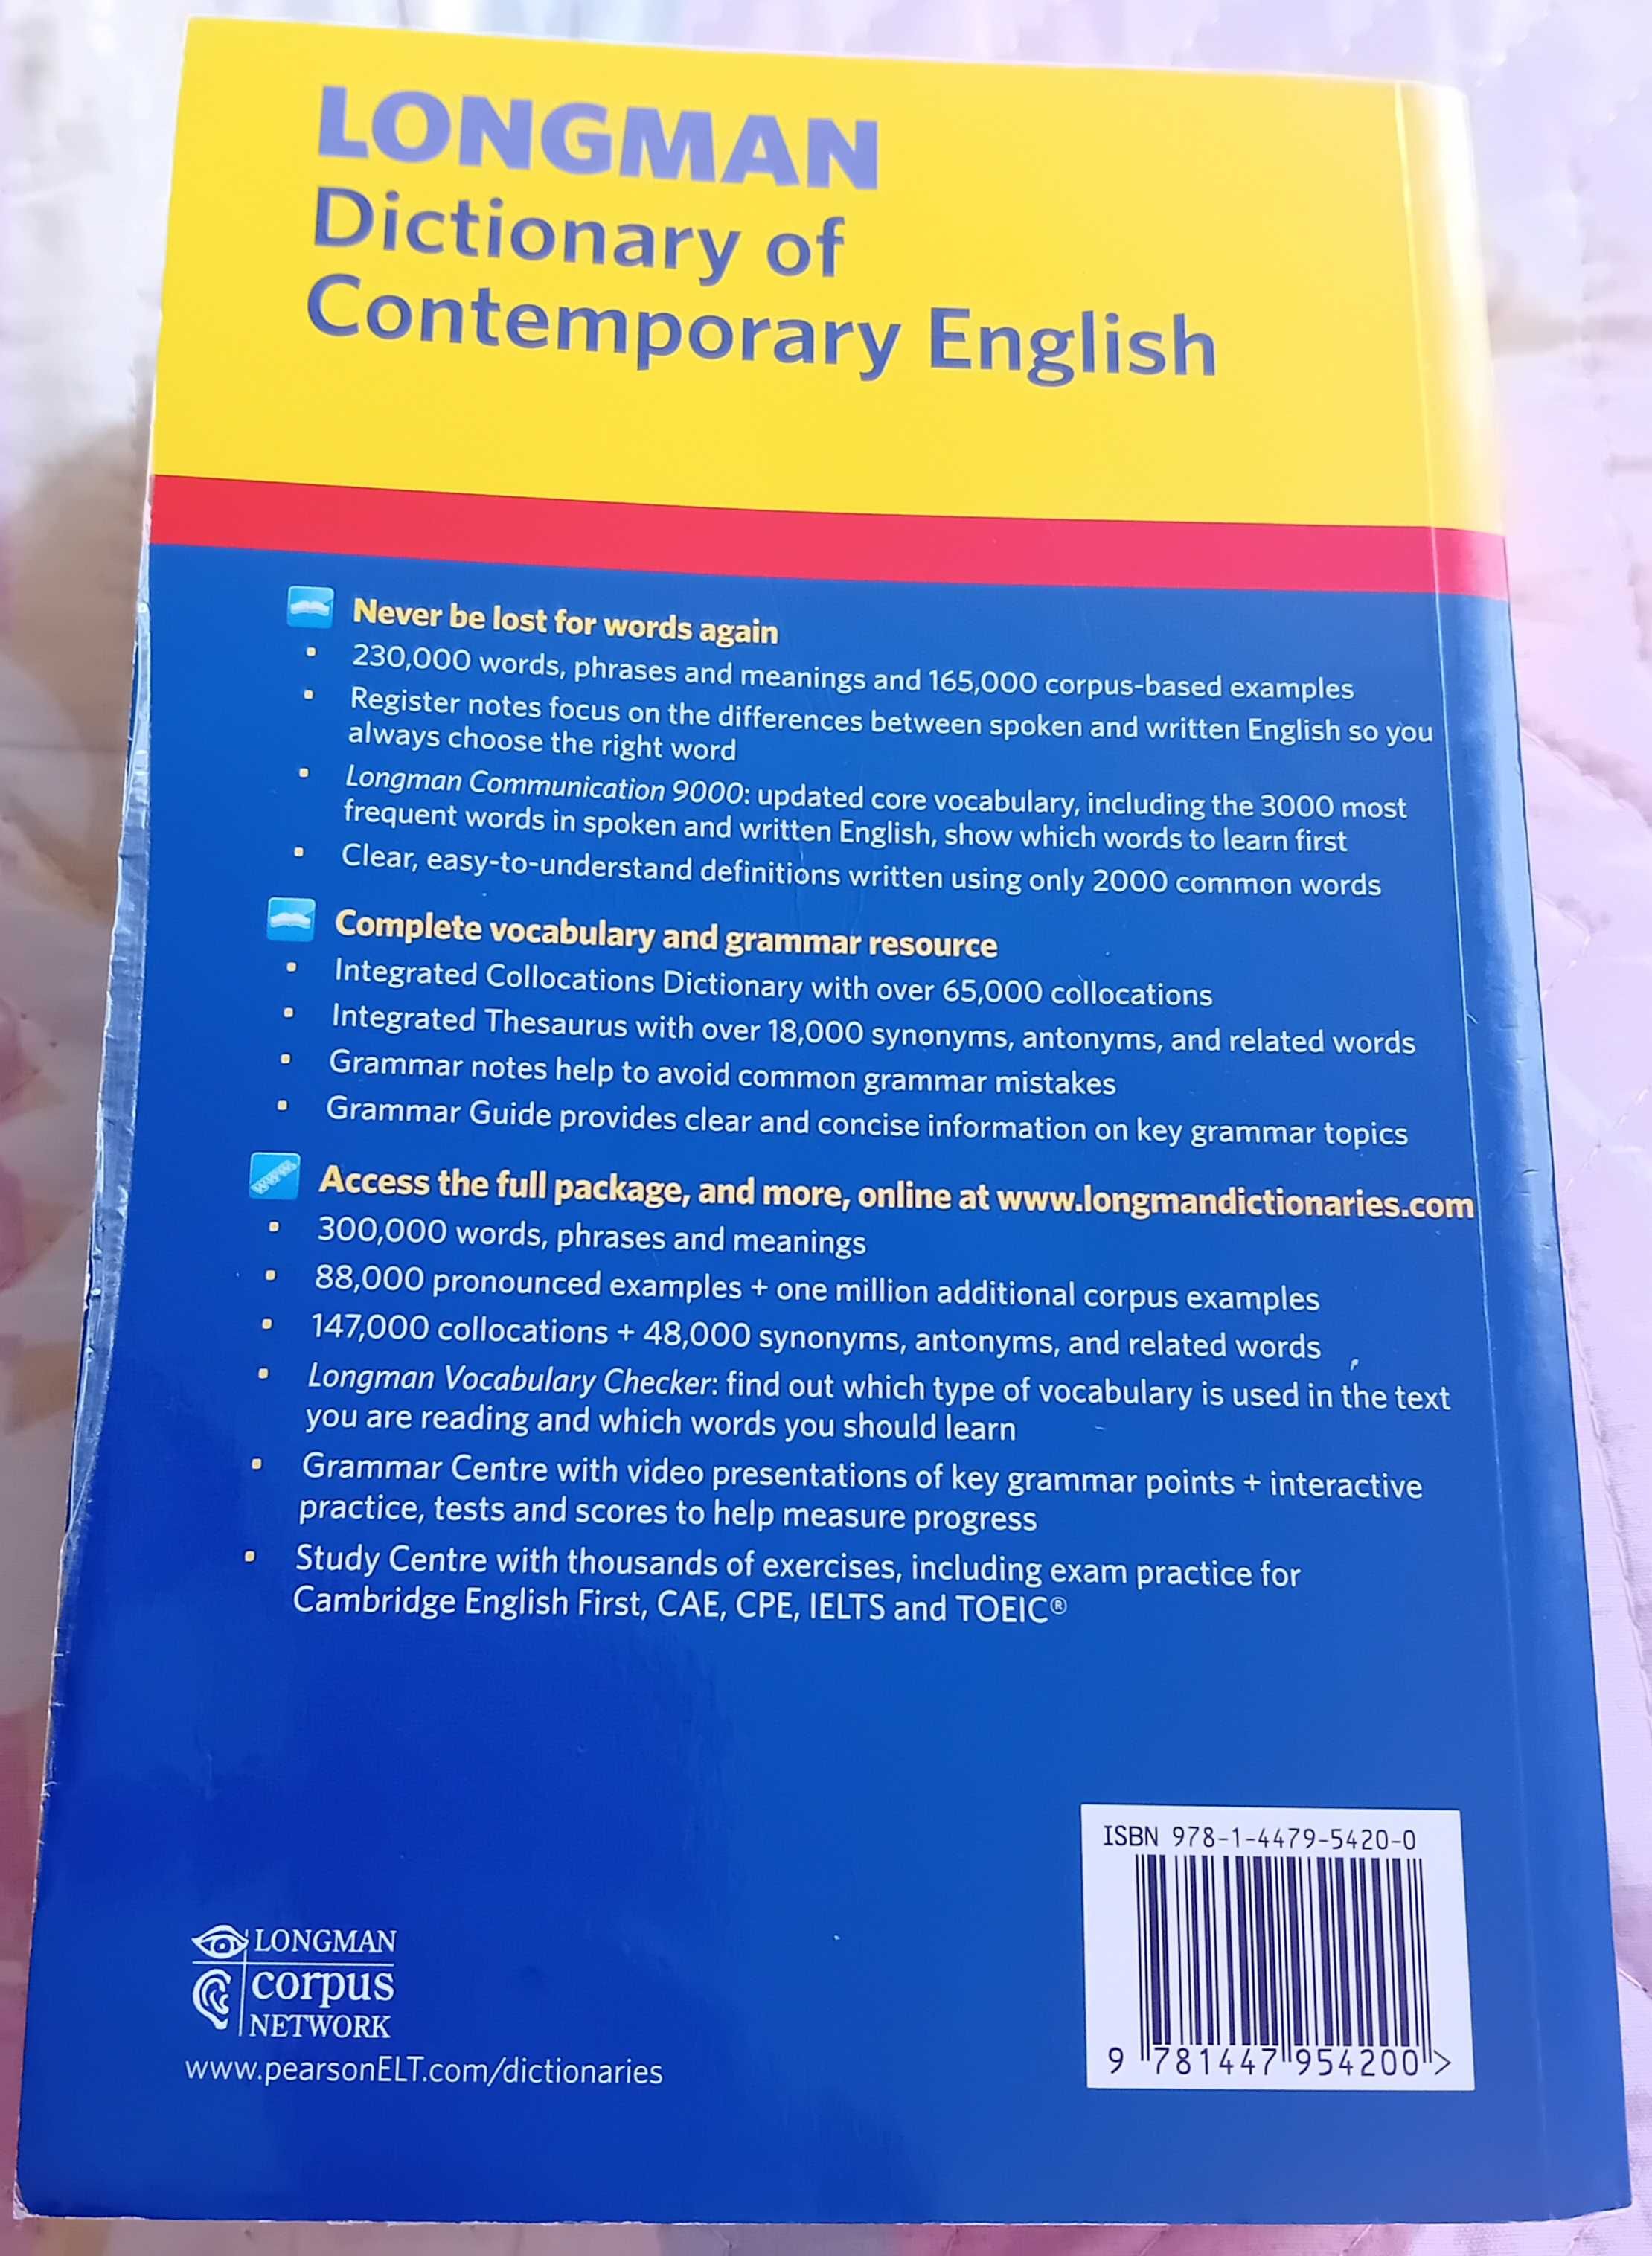 LONGMAN
Dictionary of
Contemporary English
Never be lost for words again
▪ 230,000 words, phrases and meanings and 165,000 corpus-based examples
▪ Register notes focus on the differences between spoken and written English so you
always choose the right word
▪ Longman Communication 9000: updated core vocabulary, including the 3000 most
frequent words in spoken and written English, show which words to learn first
▪ Clear, easy-to-understand definitions written using only 2000 common words
Complete vocabulary and grammar resource
▪ Integrated Collocations Dictionary with over 65,000 collocations
▪ Integrated Thesaurus with over 18,000 synonyms, antonyms, and related words
▪ Grammar notes help to avoid common grammar mistakes
▪ Grammar Guide provides clear and concise information on key grammar topics
www Access the full package, and more, online at www.longmandictionaries.com
▪ 300,000 words, phrases and meanings
▪ 88,000 pronounced examples + one million additional corpus examples
▪ 147,000 collocations + 48,000 synonyms, antonyms, and related words
▪ Longman Vocabulary Checker: find out which type of vocabulary is used in the text
you are reading and which words you should learn
▪ Grammar Centre with video presentations of key grammar points + interactive
practice, tests and scores to help measure progress
▪ Study Centre with thousands of exercises, including exam practice for
Cambridge English First, CAE, CPE, IELTS and TOEIC®
ISBN 978-1-4479-5420-0
9 781447 954200 >
LONGMAN
corpus
NETWORK
www.pearsonELT.com/dictionaries